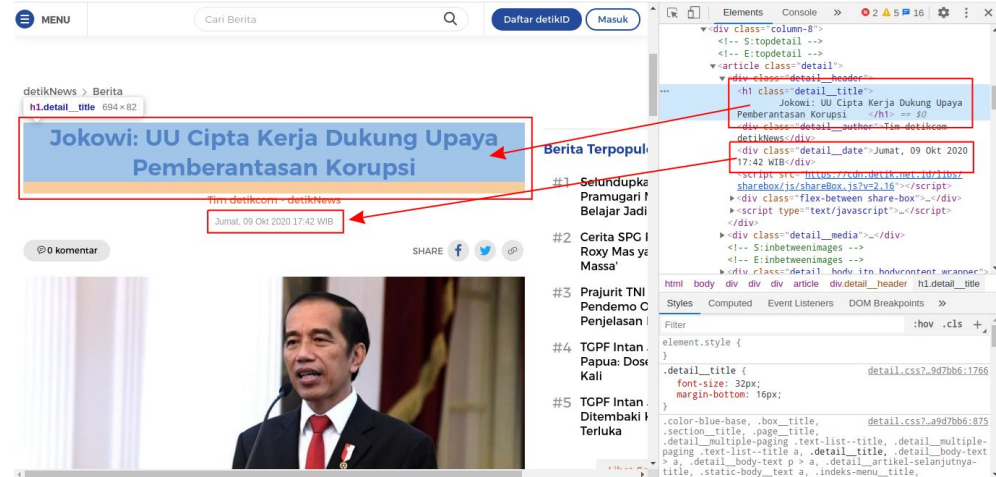 MENU
Cari Berita
Daftar detikID
Masuk
detikNews > Berita
h1.detail__title 694×82
Jokowi: UU Cipta Kerja Dukung Upaya
Pemberantasan Korupsi
Tim detikcom - detikNews
Jumat, 09 Okt 2020 17:42 WIB
0 komentar
SHARE
Berita Terpopul
#1 Selundupka
Pramugari
Belajar Jadi
#2 Cerita SPG
Roxy Mas ya
Massa'
#3 Prajurit TNI
Pendemo O
Penjelasan
#4 TGPF Intan
Papua: Dose
Kali
#5 TGPF Intan
Ditembaki
Terluka
Elements Console » 2 5 16
▼<div class="column-8">
<!-- S:topdetail -->
<!-- E:topdetail -->
▼<article class="detail">
▼<div class="detail__header">
<h1 class="detail__title">
Jokowi: UU Cipta Kerja Dukung Upaya
Pemberantasan Korupsi </h1> == $0
<div class="detail__author">Tim detikcom -
detikNews</div>
<div class="detail__date">Jumat, 09 Okt 2020
17:42 WIB</div>
<script src="https://cdn.detik.net.id/libs/
sharebox/js/shareBox.js?v=2.16"></script>
▶<div class="flex-between share-box">…</div>
▶<script type="text/javascript">…</script>
</div>
▶<div class="detail__media">…</div>
<!-- S:inbetweenimages -->
<!-- E:inbetweenimages -->
▶<div class="detail__body itp_bodycontent_wrapper">
html body div div div article div.detail__header h1.detail__title
Styles Computed Event Listeners DOM Breakpoints »
Filter :hov .cls +
element.style {
}
.detail__title { detail.css?…9d7bb6:1766
font-size: 32px;
margin-bottom: 16px;
}
.color-blue-base, .box__title, detail.css?…a9d7bb6:875
.section__title, .page__title,
.detail__multiple-paging .text-list--title, .detail__multiple-
paging .text-list--title a, .detail__title, .detail__body-text
> a, .detail__body-text p > a, .detail__artikel-selanjutnya-
title, .static-body__text a, .indeks-menu__title,